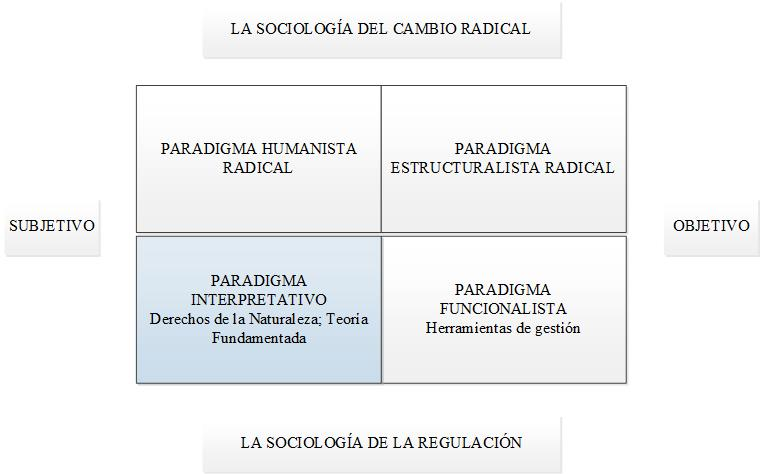 LA SOCIOLOGÍA DEL CAMBIO RADICAL
PARADIGMA HUMANISTA
RADICAL
PARADIGMA
ESTRUCTURALISTA RADICAL
SUBJETIVO
OBJETIVO
PARADIGMA
INTERPRETATIVO
Derechos de la Naturaleza; Teoría
Fundamentada
PARADIGMA
FUNCIONALISTA
Herramientas de gestión
LA SOCIOLOGÍA DE LA REGULACIÓN